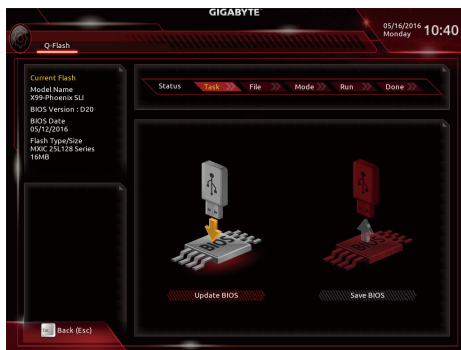 GIGABYTE
05/16/2016
Monday
10:40
Q-Flash
Current Flash
Model Name
X99-Phoenix SLI
BIOS Version : D20
BIOS Date
05/12/2016
Flash Type/Size
MXIC 25L128 Series
16MB
Status Task File Mode Run Done
BIOS
BIOS
Update BIOS
Save BIOS
Esc Back (Esc)